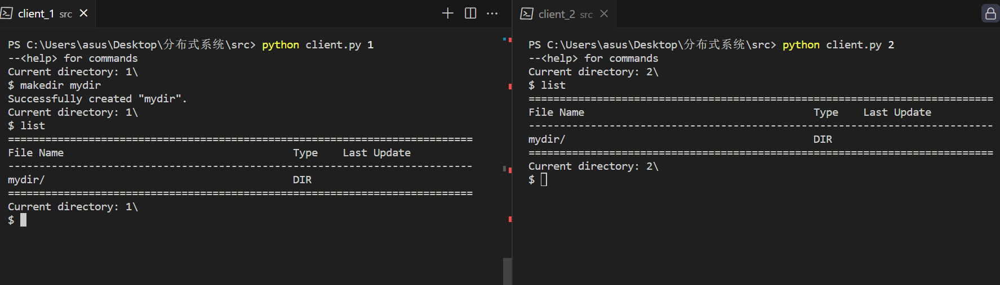 client_1 src
PS C:\Users\asus\Desktop\分布式系统\src> python client.py 1
--<help> for commands
Current directory: 1\
$ makedir mydir
Successfully created "mydir".
Current directory: 1\
$ list
===========================================================================
File Name                                     Type    Last Update
---------------------------------------------------------------------------
mydir/                                        DIR
===========================================================================
Current directory: 1\
$
client_2 src
PS C:\Users\asus\Desktop\分布式系统\src> python client.py 2
--<help> for commands
Current directory: 2\
$ list
===========================================================================
File Name                                     Type    Last Update
---------------------------------------------------------------------------
mydir/                                        DIR
===========================================================================
Current directory: 2\
$